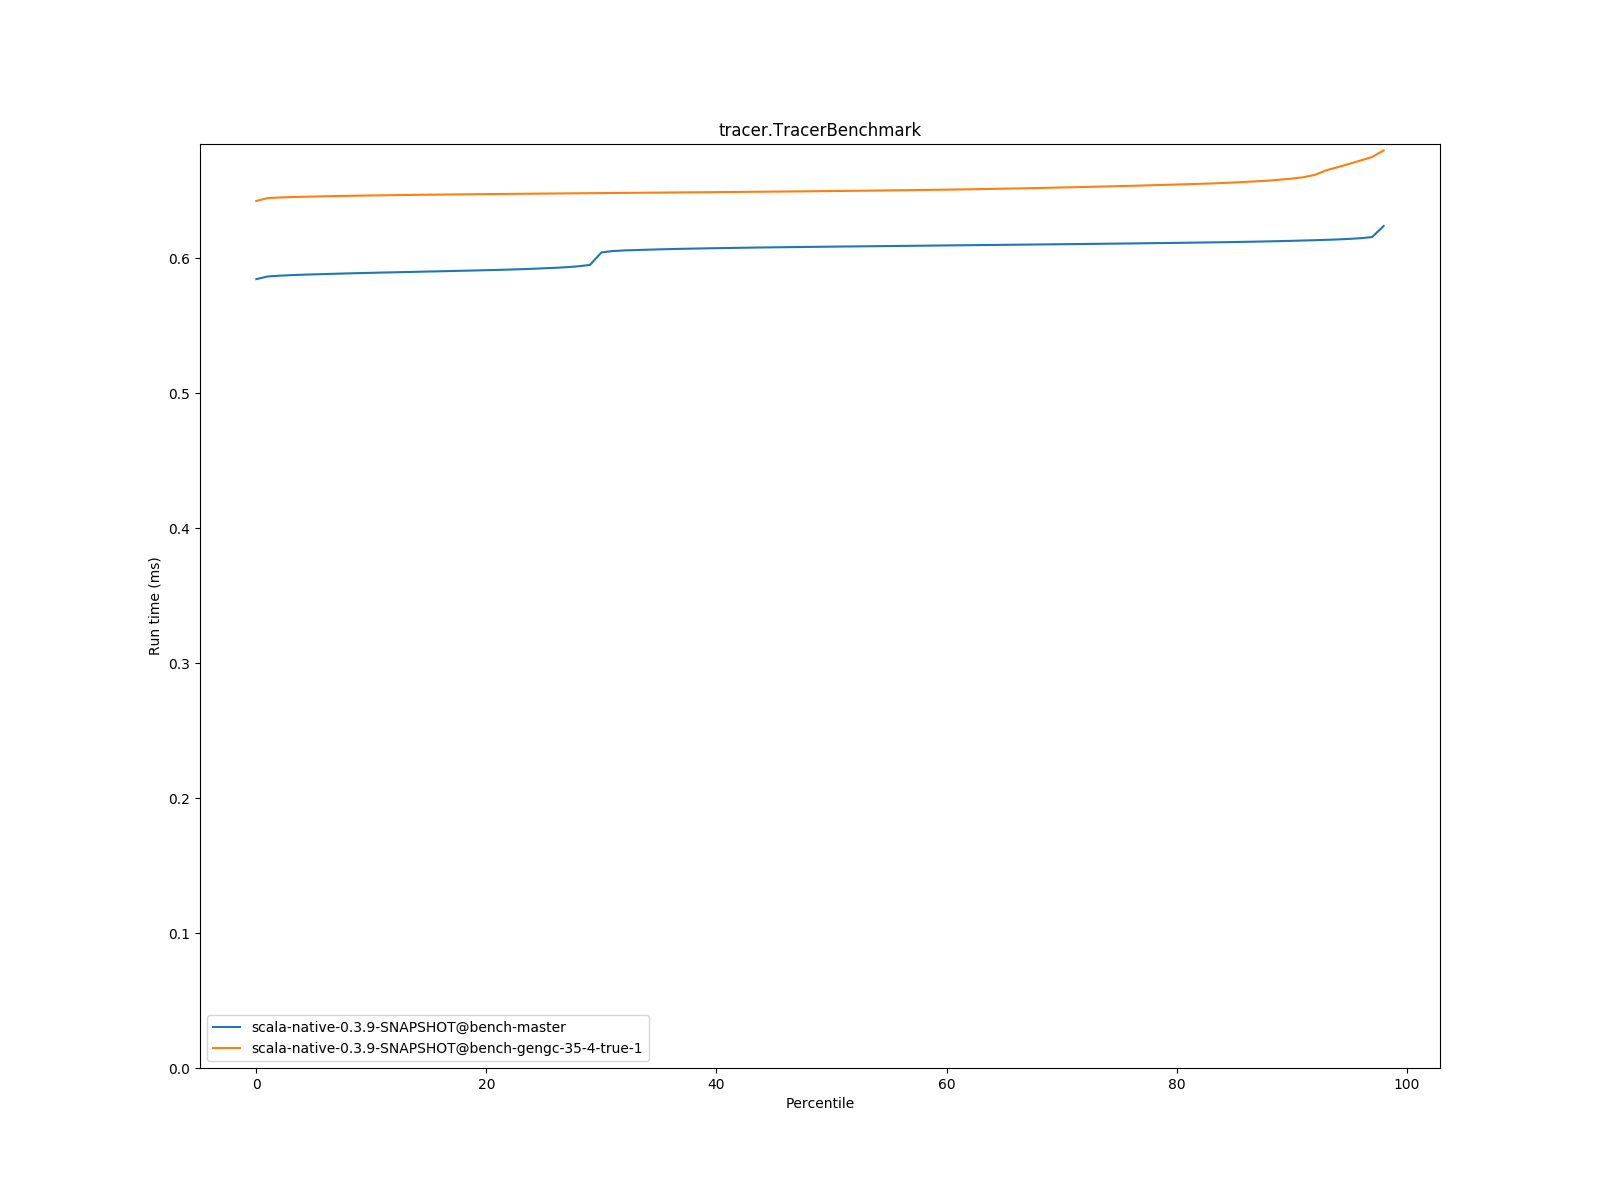 tracer.TracerBenchmark
Run time (ms)
0.6
0.5
0.4
0.3
0.2
0.1
0.0
scala-native-0.3.9-SNAPSHOT@bench-master
scala-native-0.3.9-SNAPSHOT@bench-gengc-35-4-true-1
0 20 40 60 80 100
Percentile